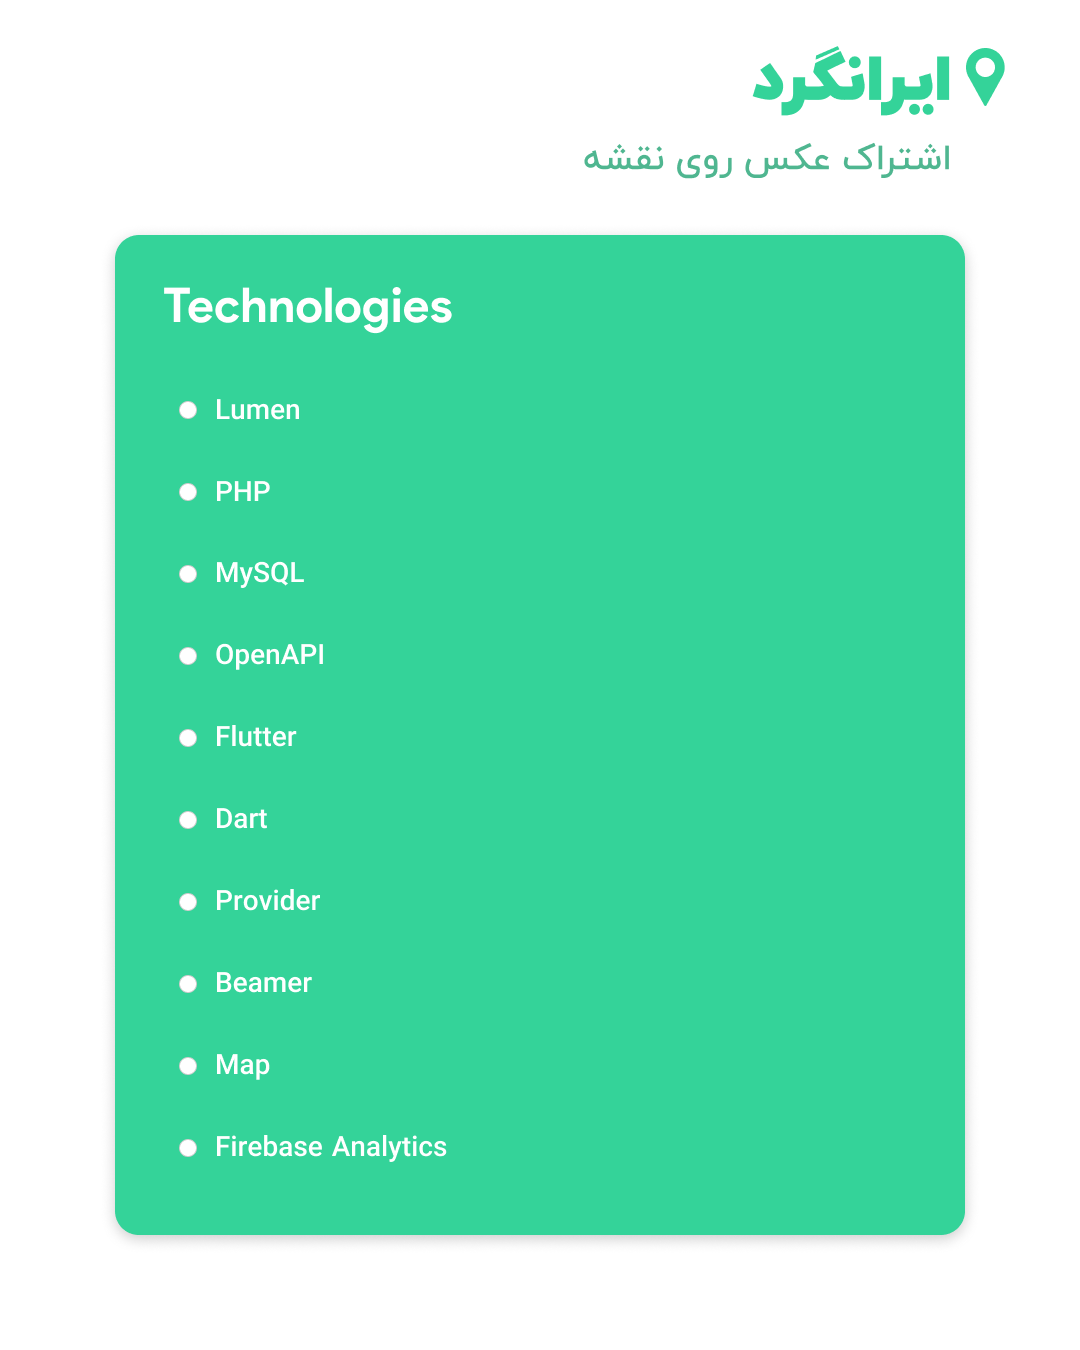 ایرانگرد
اشتراک عکس روی نقشه
Technologies
Lumen
PHP
MySQL
OpenAPI
Flutter
Dart
Provider
Beamer
Map
Firebase Analytics